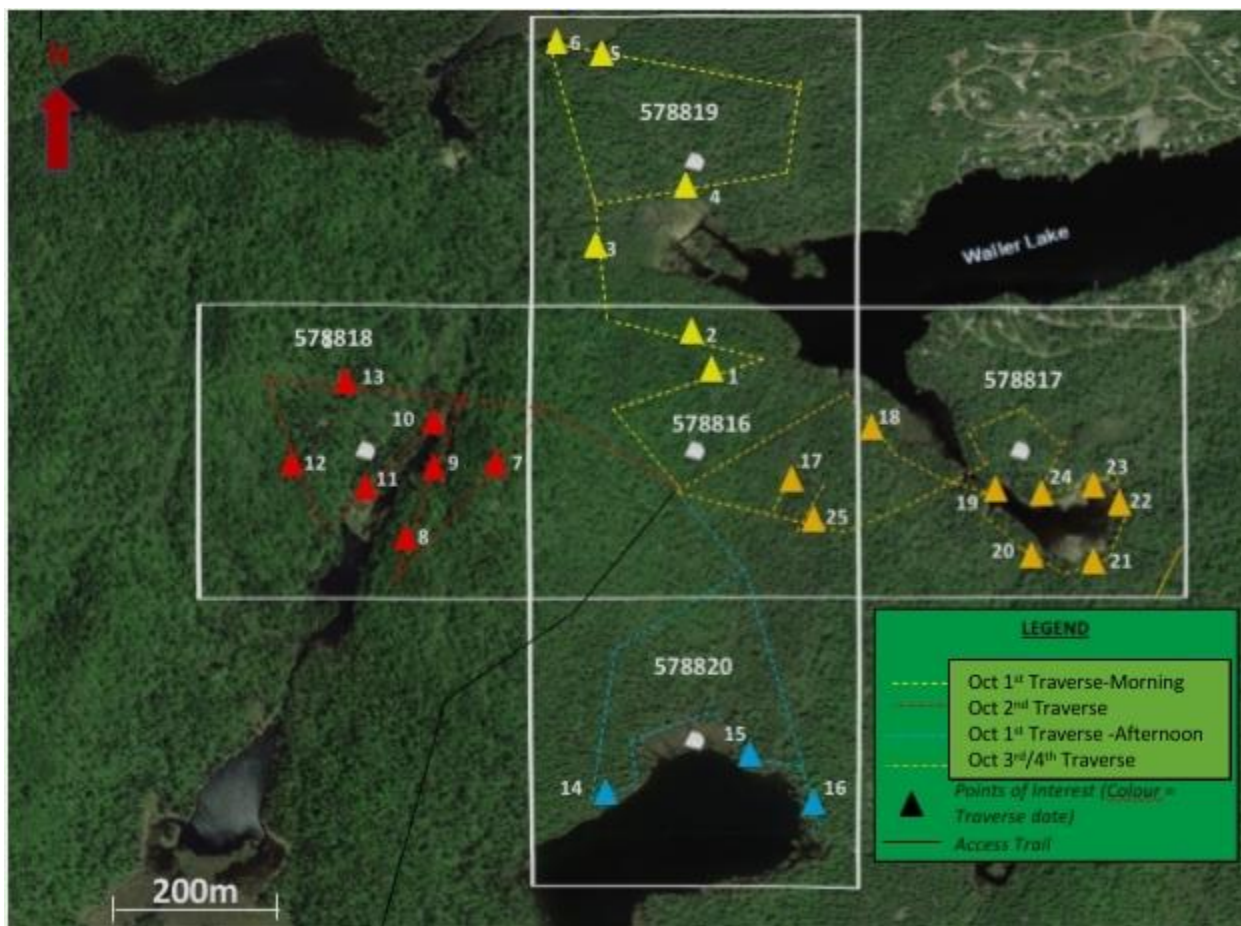 N
6
5
578819
4
3
Waller Lake
2
1
578818
13
10
12
11
9
7
8
578816
578817
18
17
25
19
24
23
22
20
21
578820
15
14
16
200m
LEGEND
Oct 1st Traverse-Morning
Oct 2nd Traverse
Oct 1st Traverse -Afternoon
Oct 3rd/4th Traverse
Points of Interest (Colour =
Traverse date)
Access Trail